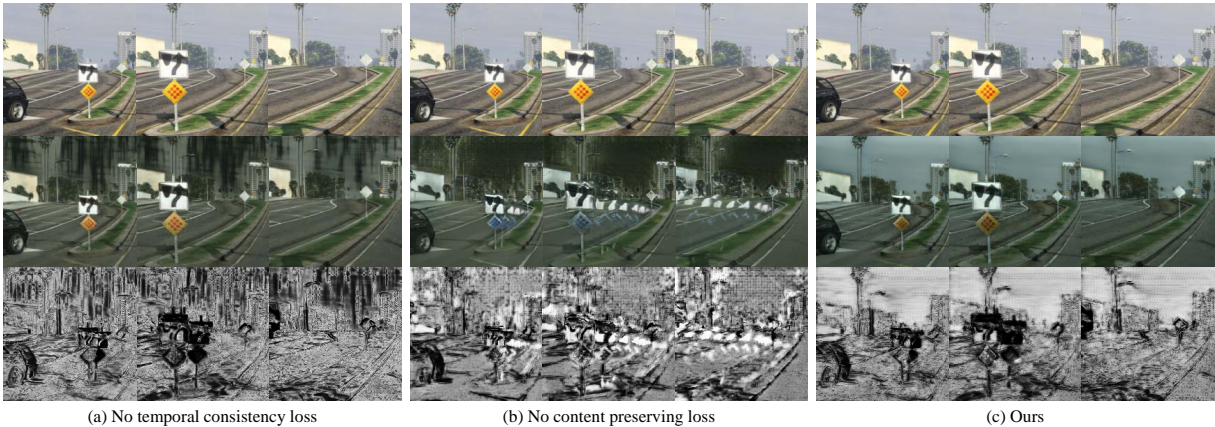 (a) No temporal consistency loss
(b) No content preserving loss
(c) Ours